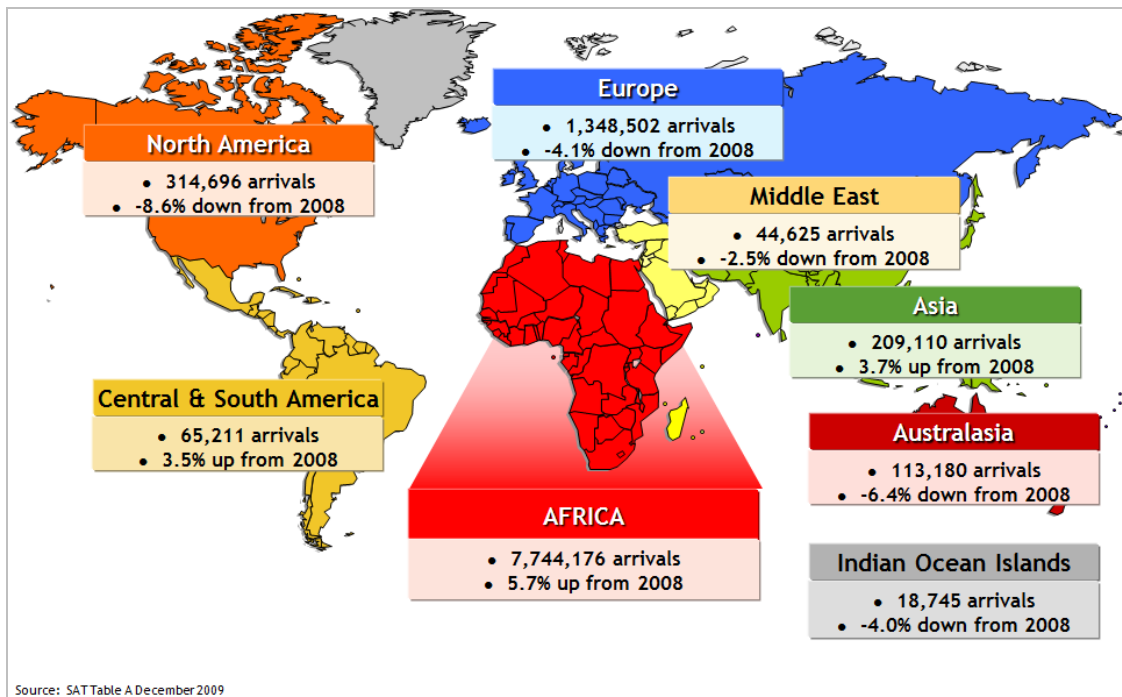 Europe
• 1,348,502 arrivals
• -4.1% down from 2008
North America
• 314,696 arrivals
• -8.6% down from 2008
Middle East
• 44,625 arrivals
• -2.5% down from 2008
Asia
• 209,110 arrivals
• 3.7% up from 2008
Central & South America
• 65,211 arrivals
• 3.5% up from 2008
Australasia
• 113,180 arrivals
• -6.4% down from 2008
AFRICA
• 7,744,176 arrivals
• 5.7% up from 2008
Indian Ocean Islands
• 18,745 arrivals
• -4.0% down from 2008
Source: SAT Table A December 2009